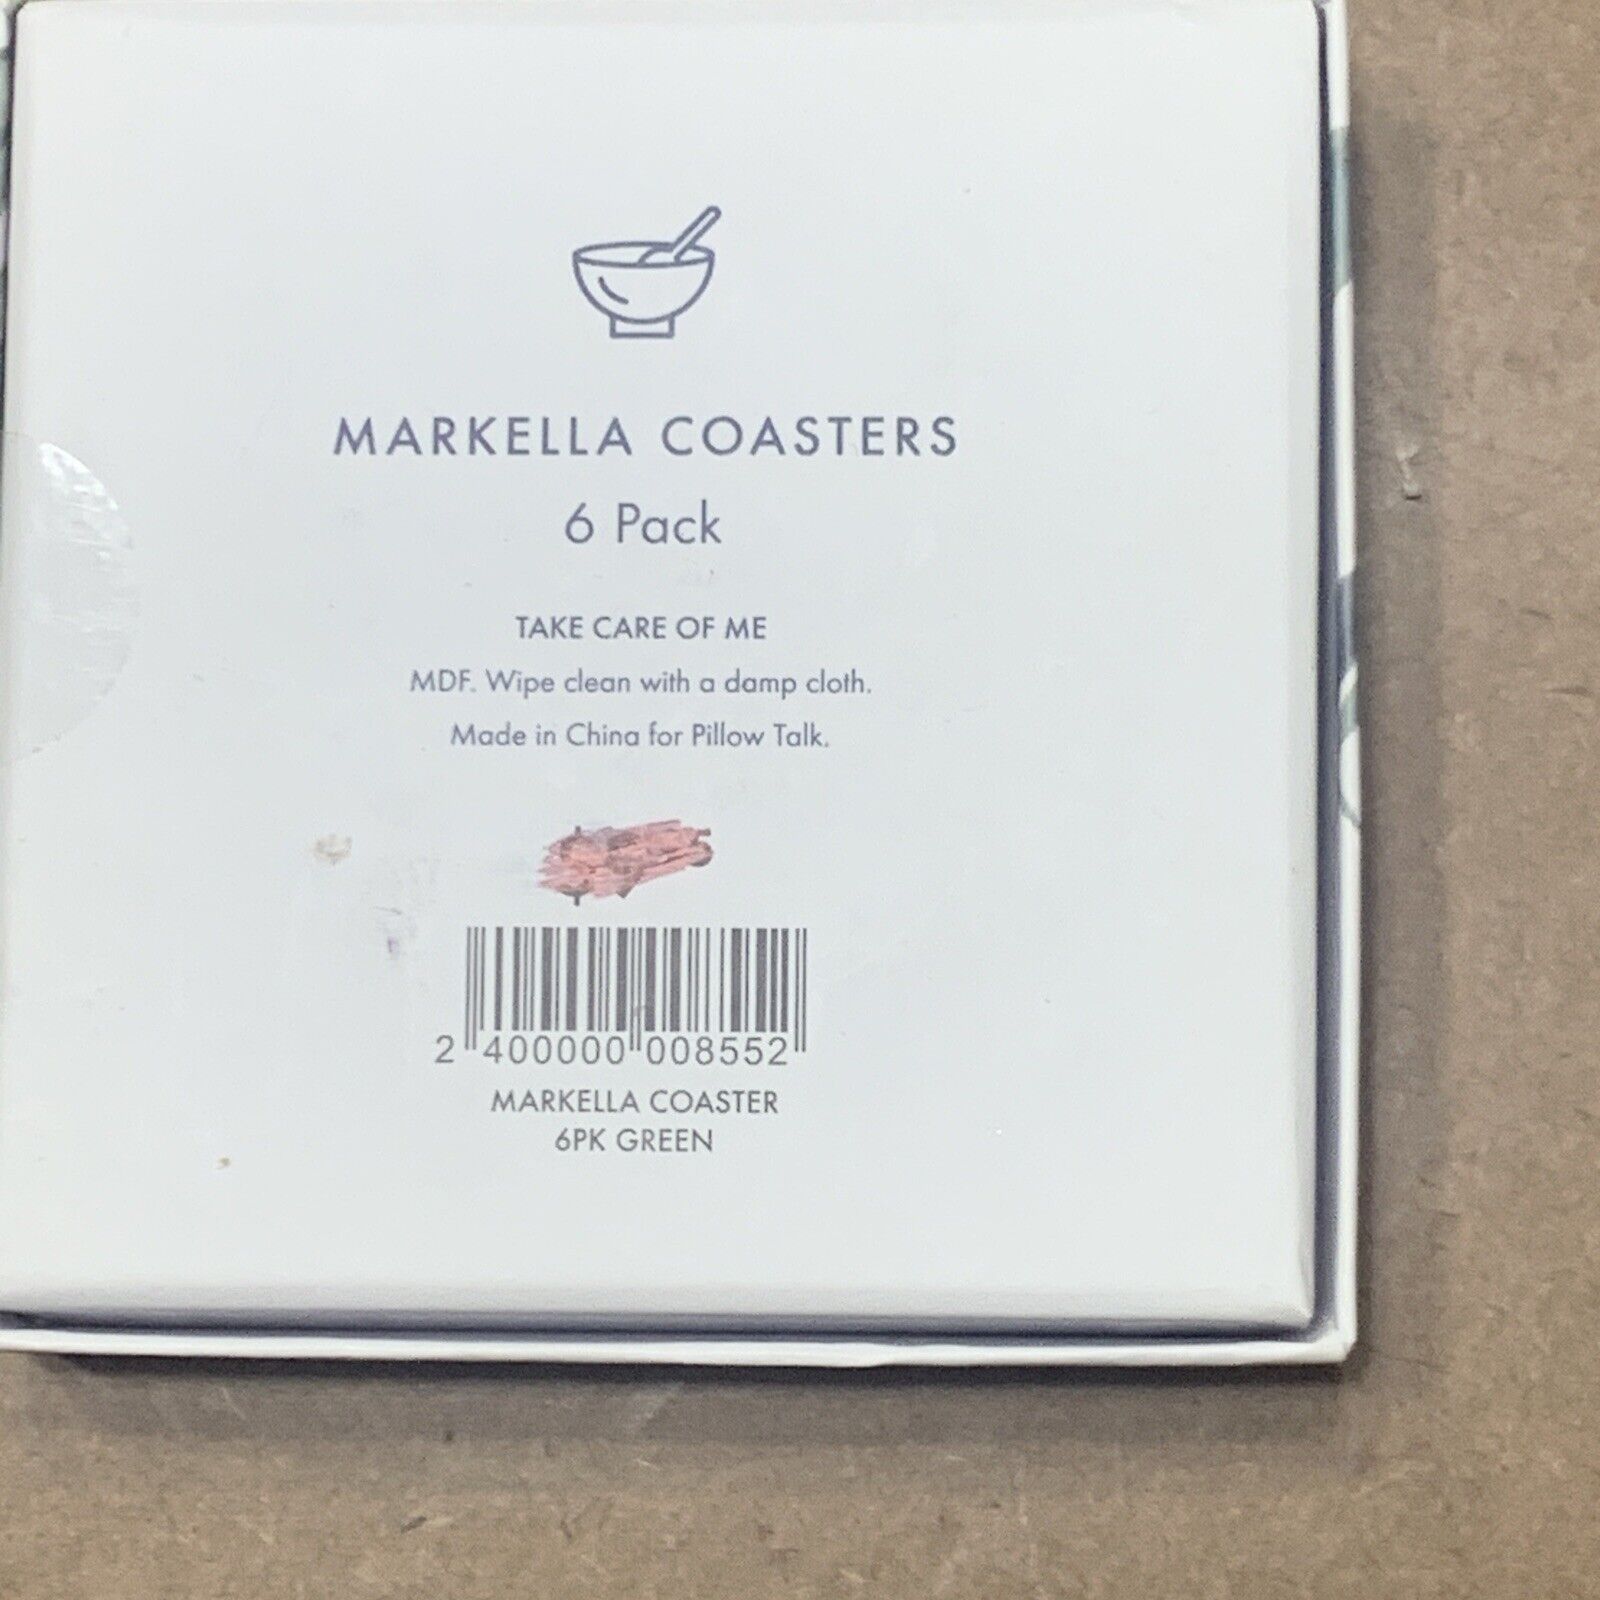 MARKELLA COASTERS
6 Pack
TAKE CARE OF ME
MDF. Wipe clean with a damp cloth.
Made in China for Pillow Talk.
2 400000 008552
MARKELLA COASTER
6PK GREEN